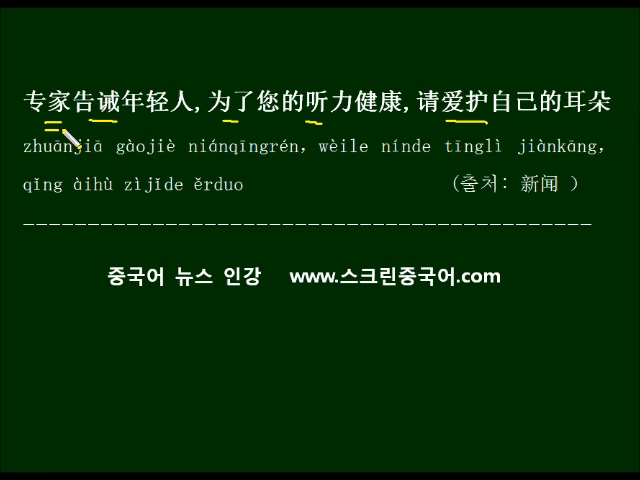 专家告诫年轻人,为了您的听力健康,请爱护自己的耳朵
zhuānjiā gàojiè niánqīngrén, wèile nínde tīnglì jiànkāng,
qǐng àihù zìjǐde ěrduo (출처: 新闻 )
중국어 뉴스 인강 www.스크린중국어.com